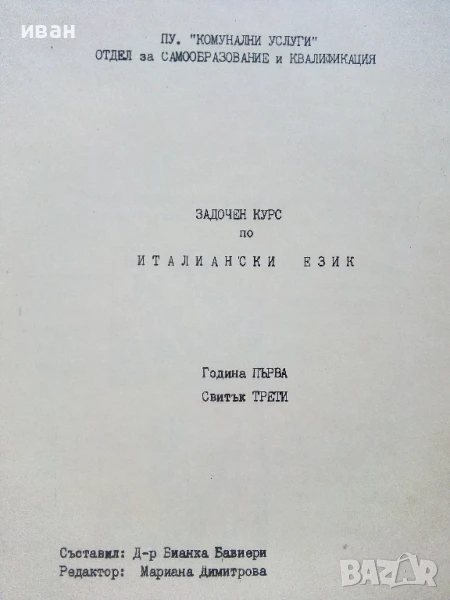 иван
ПУ. "КОМУНАЛНИ УСЛУГИ"
ОТДЕЛ за САМООБРАЗОВАНИЕ и КВАЛИФИКАЦИЯ
ЗАДОЧЕН КУРС
по
ИТАЛИАНСКИ ЕЗИК
Година ПЪРВА
Свитък ТРЕТИ
Съставил: Д-р Бианка Бавиери
Редактор: Мариана Димитрова
BAZAR